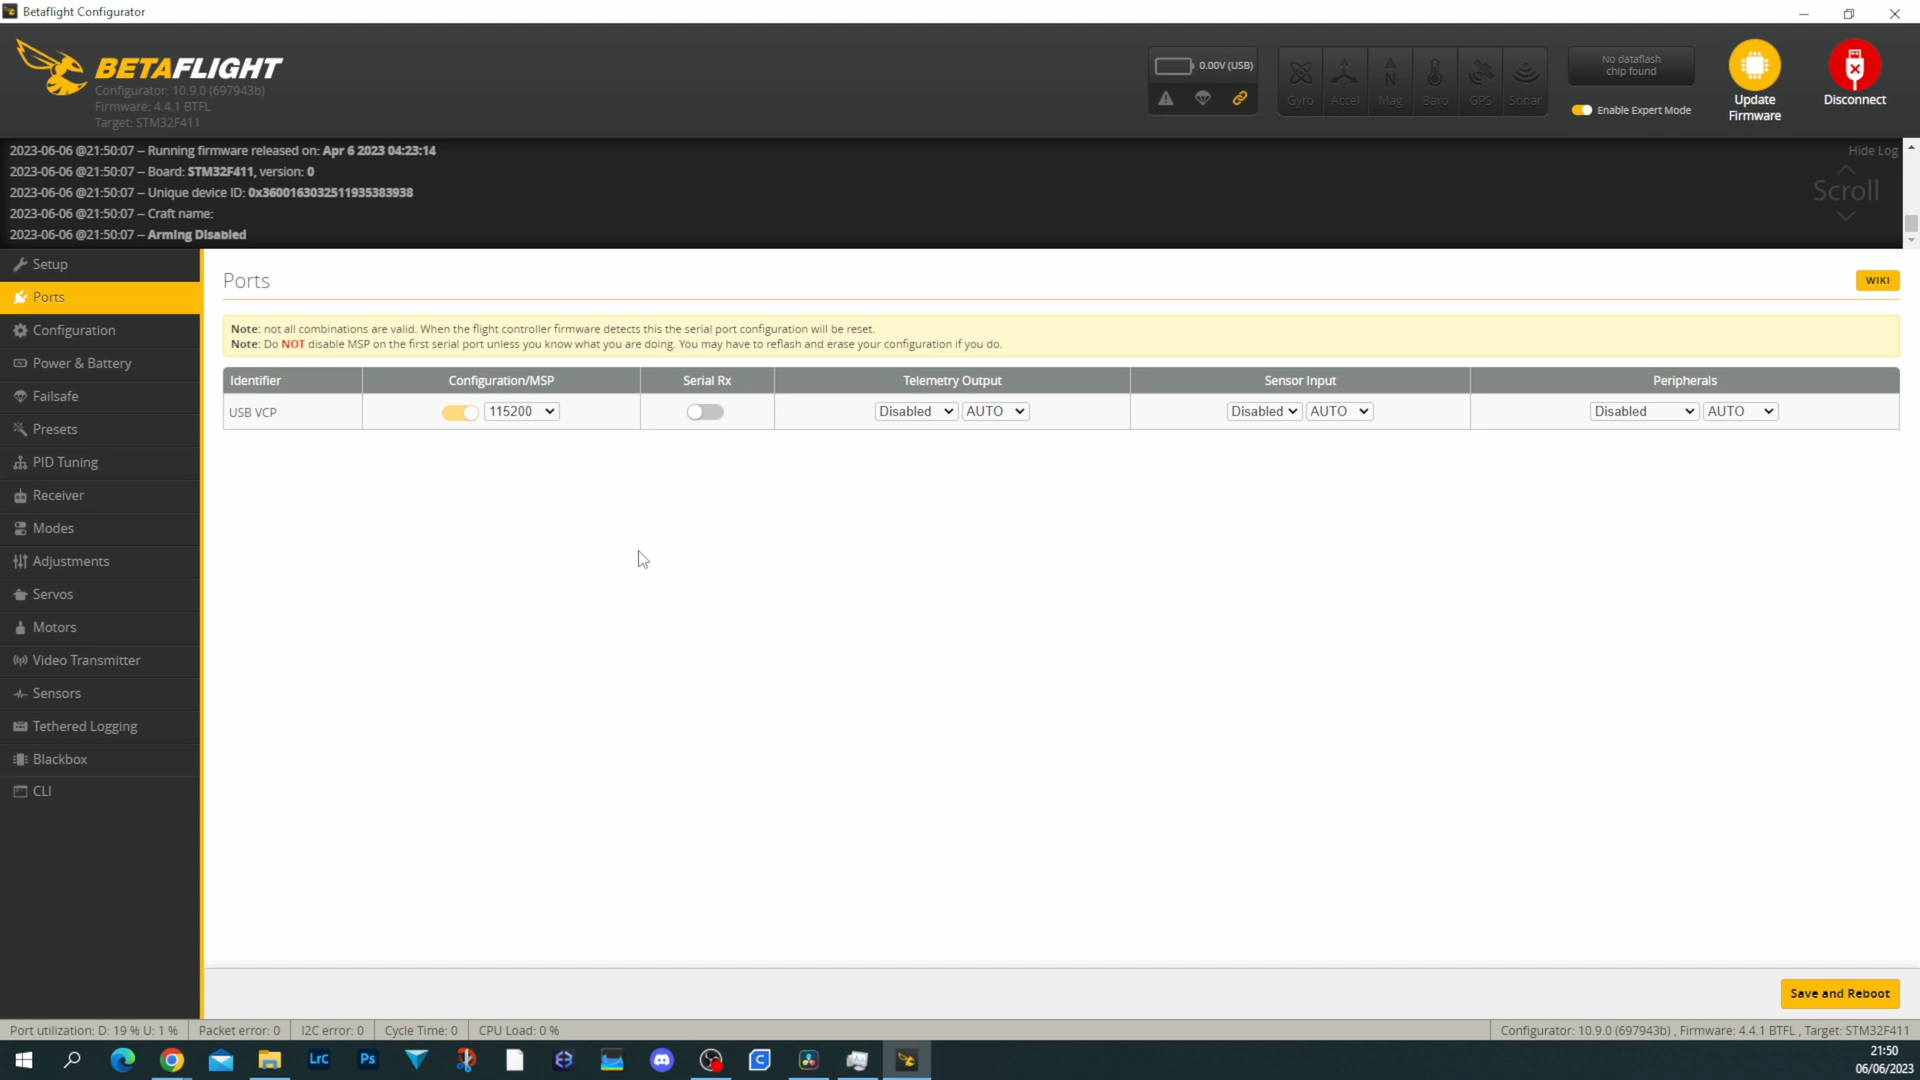 Betaflight Configurator
BETAFLIGHT
Configurator: 10.9.0 (697943b)
Firmware: 4.4.1 BTFL
Target: STM32F411
0.00V (USB)
Gyro Accel Mag Baro GPS Sonar
No dataflash
chip found
Enable Expert Mode
Update
Firmware
Disconnect
2023-06-06 @21:50:07 -- Running firmware released on: Apr 6 2023 04:23:14
2023-06-06 @21:50:07 -- Board: STM32F411, version: 0
2023-06-06 @21:50:07 -- Unique device ID: 0x3600163032511935383938
2023-06-06 @21:50:07 -- Craft name:
2023-06-06 @21:50:07 -- Arming Disabled
Hide Log
Scroll
Setup
Ports
Configuration
Power & Battery
Failsafe
Presets
PID Tuning
Receiver
Modes
Adjustments
Servos
Motors
Video Transmitter
Sensors
Tethered Logging
Blackbox
CLI
Ports
WIKI
Note: not all combinations are valid. When the flight controller firmware detects this the serial port configuration will be reset.
Note: Do NOT disable MSP on the first serial port unless you know what you are doing. You may have to reflash and erase your configuration if you do.
Identifier Configuration/MSP Serial Rx Telemetry Output Sensor Input Peripherals
USB VCP 115200 Disabled AUTO Disabled AUTO Disabled AUTO
Save and Reboot
Port utilization: D: 19 % U: 1 % Packet error: 0 I2C error: 0 Cycle Time: 0 CPU Load: 0 %
Configurator: 10.9.0 (697943b) , Firmware: 4.4.1 BTFL , Target: STM32F411
LrC Ps
21:50
06/06/2023